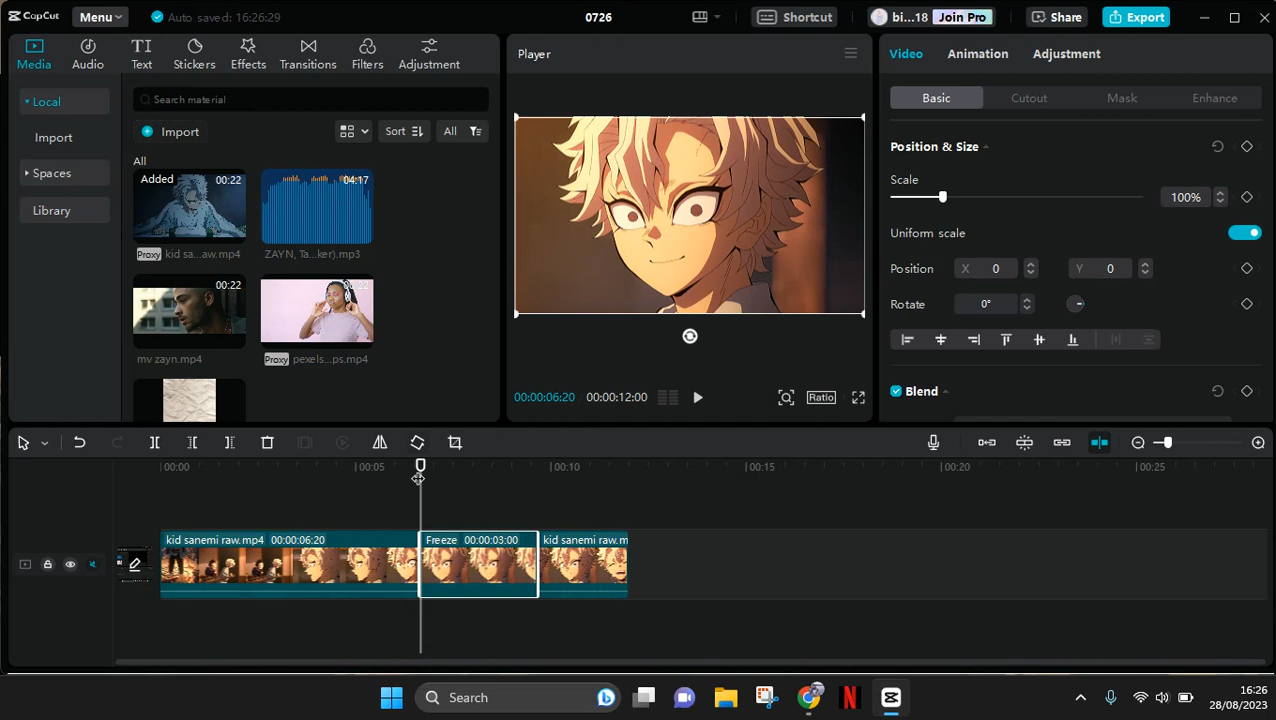 CapCut
Menu
Auto saved: 16:26:29
0726
Shortcut
bi...18
Join Pro
Share
Export
Media
Audio
Text
Stickers
Effects
Transitions
Filters
Adjustment
Local
Import
Spaces
Library
Search material
Import
Sort
All
All
Added
00:22
Proxy
kid sa...aw.mp4
04:17
ZAYN, Ta...ker).mp3
00:22
mv zayn.mp4
Proxy
pexels...ps.mp4
Player
00:00:06:20
00:00:12:00
Ratio
Video
Animation
Adjustment
Basic
Cutout
Mask
Enhance
Position & Size
Scale
100%
Uniform scale
Position
X
0
Y
0
Rotate
0°
Blend
00:00
00:05
00:10
00:15
00:20
00:25
kid sanemi raw.mp4 00:00:06:20
Freeze 00:00:03:00
kid sanemi raw.m
Search
16:26
28/08/2023